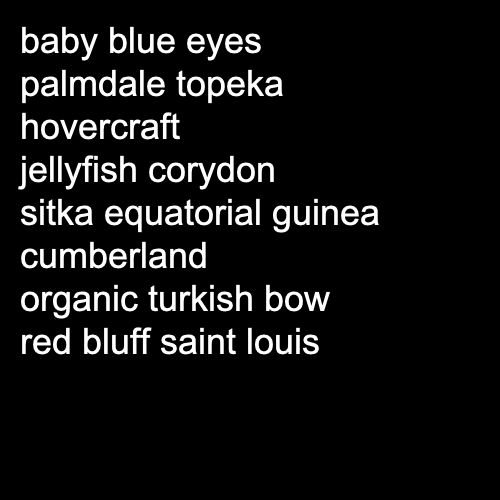 baby blue eyes
palmdale topeka
hovercraft
jellyfish corydon
sitka equatorial guinea
cumberland
organic turkish bow
red bluff saint louis